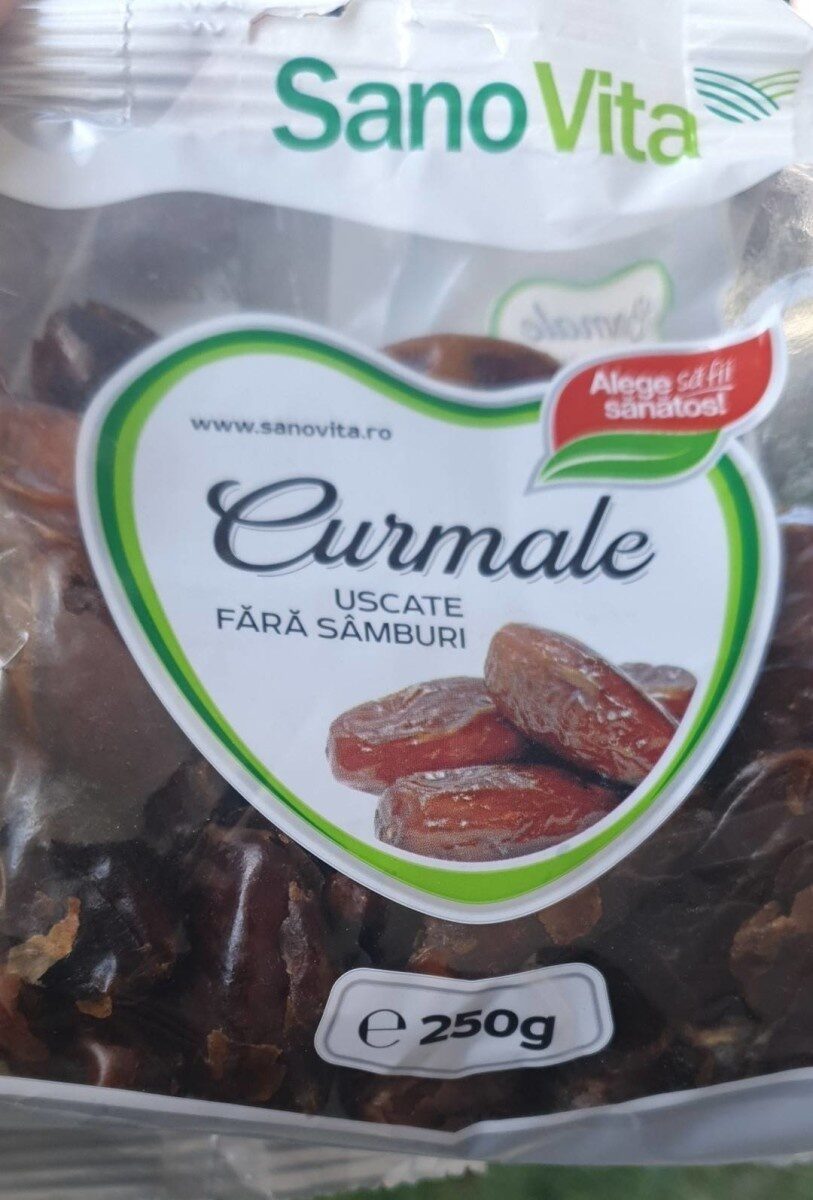 SanoVita
Alege să fii
sănătos!
www.sanovita.ro
Curmale
USCATE
FĂRĂ SÂMBURI
℮ 250g